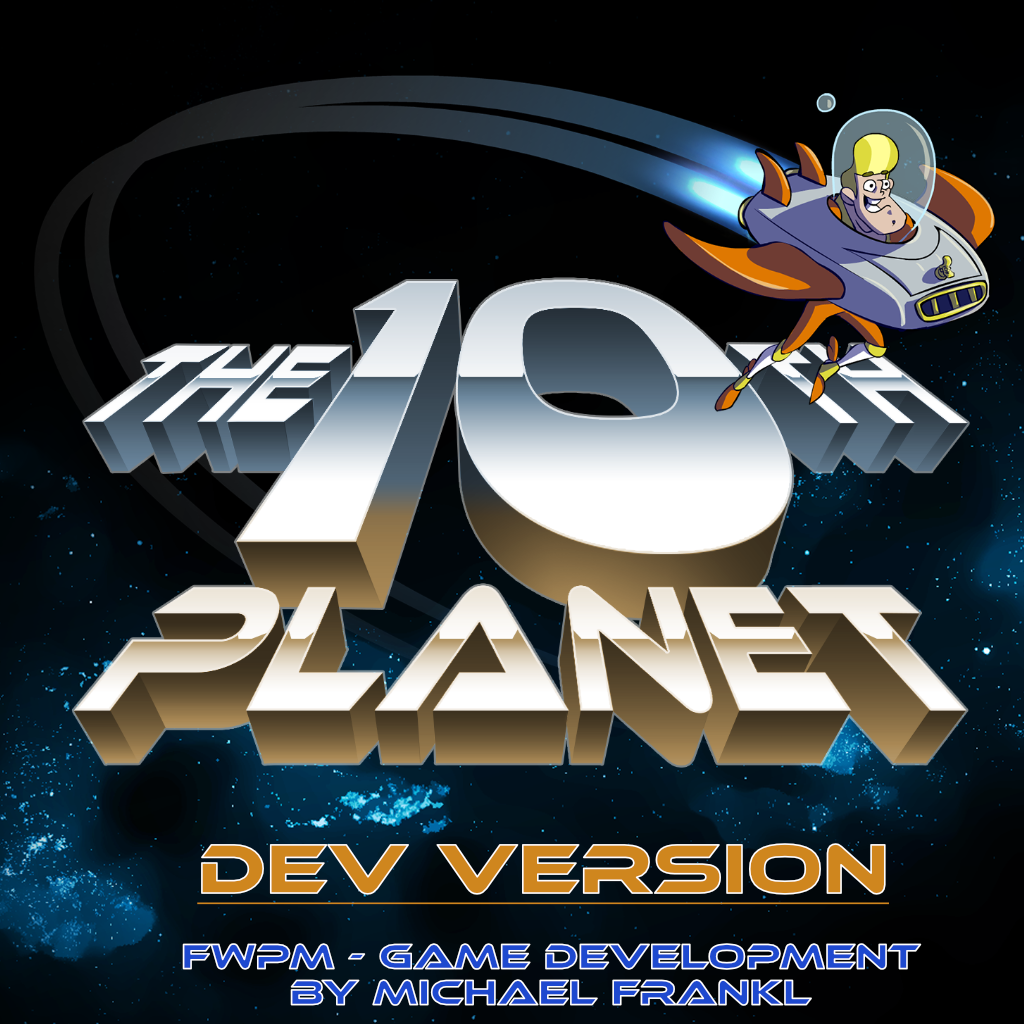 THE 10TH
PLANET
DEV VERSION
FWPM - GAME DEVELOPMENT
BY MICHAEL FRANKL